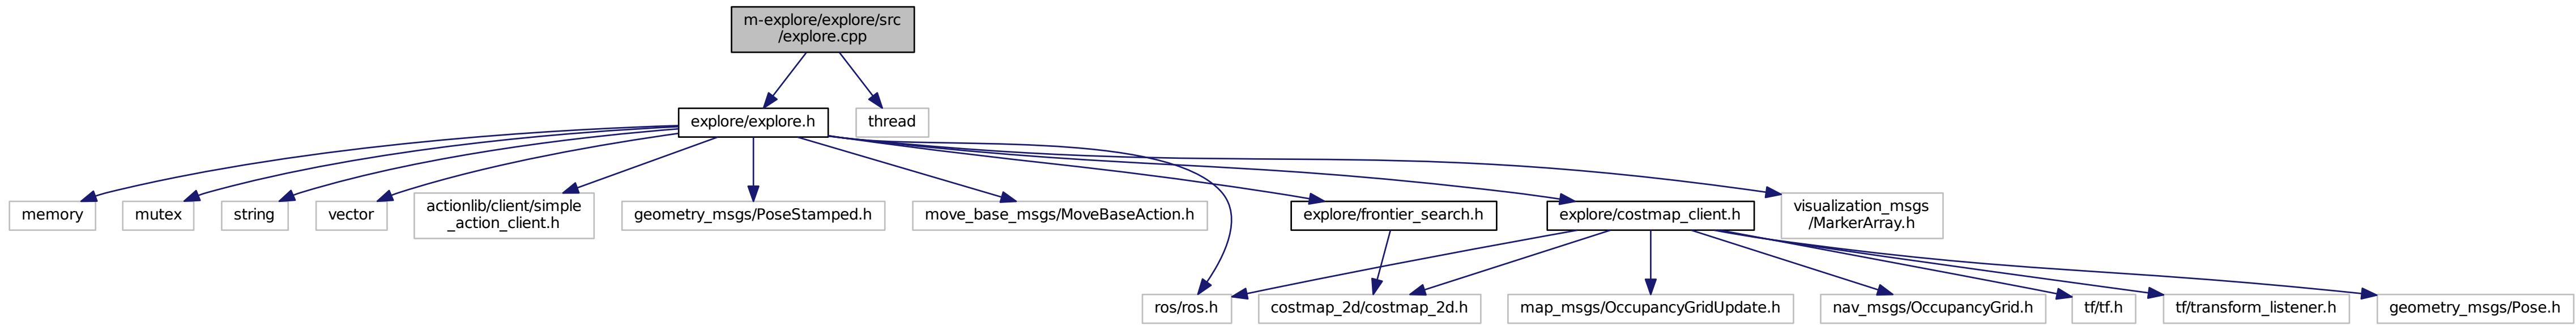 m-explore/explore/src
/explore.cpp
explore/explore.h
thread
memory
mutex
string
vector
actionlib/client/simple
_action_client.h
geometry_msgs/PoseStamped.h
move_base_msgs/MoveBaseAction.h
explore/frontier_search.h
explore/costmap_client.h
visualization_msgs
/MarkerArray.h
ros/ros.h
costmap_2d/costmap_2d.h
map_msgs/OccupancyGridUpdate.h
nav_msgs/OccupancyGrid.h
tf/tf.h
tf/transform_listener.h
geometry_msgs/Pose.h